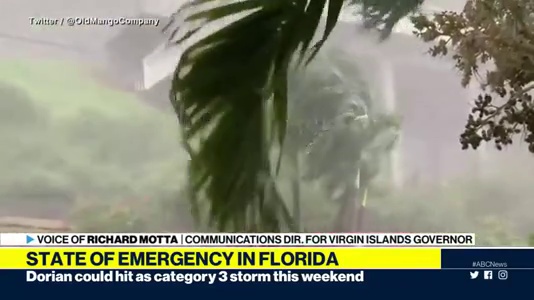 Twitter / @OldMangoCompany
VOICE OF RICHARD MOTTA | COMMUNICATIONS DIR. FOR VIRGIN ISLANDS GOVERNOR
STATE OF EMERGENCY IN FLORIDA
#ABCNews
Dorian could hit as category 3 storm this weekend